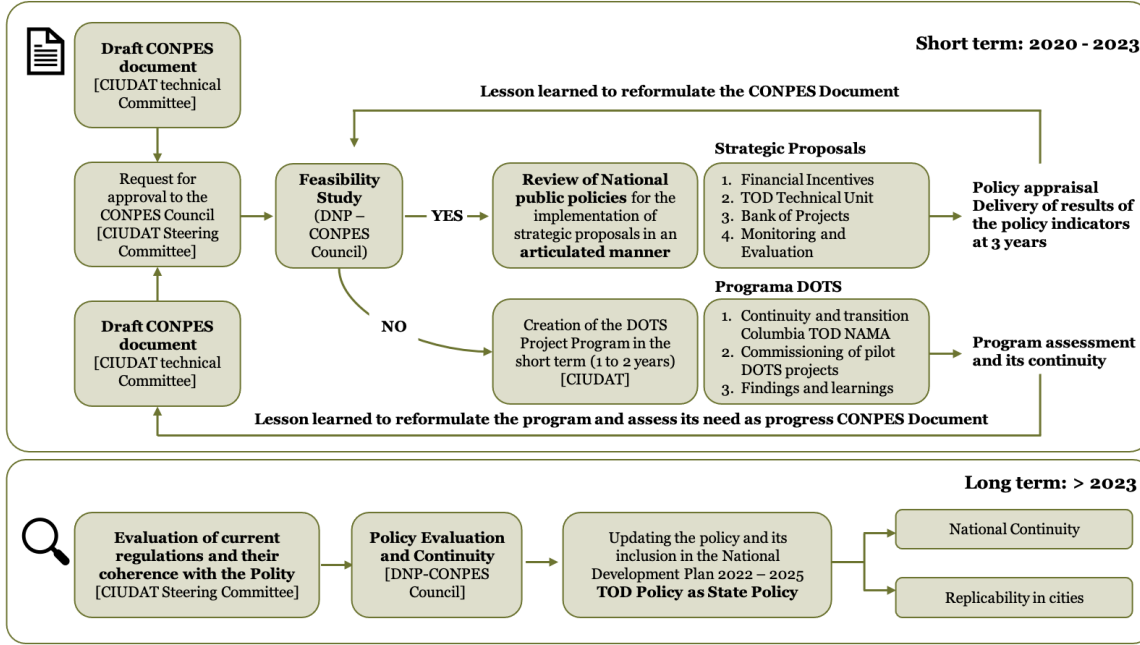 Short term: 2020 - 2023
Draft CONPES
document
[CIUDAT technical
Committee]
Lesson learned to reformulate the CONPES Document
Request for
approval to the
CONPES Council
[CIUDAT Steering
Committee]
Feasibility
Study
(DNP –
CONPES
Council)
YES
Review of National
public policies for the
implementation of
strategic proposals in an
articulated manner
Strategic Proposals
1. Financial Incentives
2. TOD Technical Unit
3. Bank of Projects
4. Monitoring and
Evaluation
Policy appraisal
Delivery of results of
the policy indicators
at 3 years
Draft CONPES
document
[CIUDAT technical
Committee]
NO
Creation of the DOTS
Project Program in the
short term (1 to 2 years)
[CIUDAT]
Programa DOTS
1. Continuity and transition
Columbia TOD NAMA
2. Commissioning of pilot
DOTS projects
3. Findings and learnings
Program assessment
and its continuity
Lesson learned to reformulate the program and assess its need as progress CONPES Document
Long term: > 2023
Evaluation of current
regulations and their
coherence with the Polity
[CIUDAT Steering Committee]
Policy Evaluation
and Continuity
[DNP-CONPES
Council]
Updating the policy and its
inclusion in the National
Development Plan 2022 – 2025
TOD Policy as State Policy
National Continuity
Replicability in cities